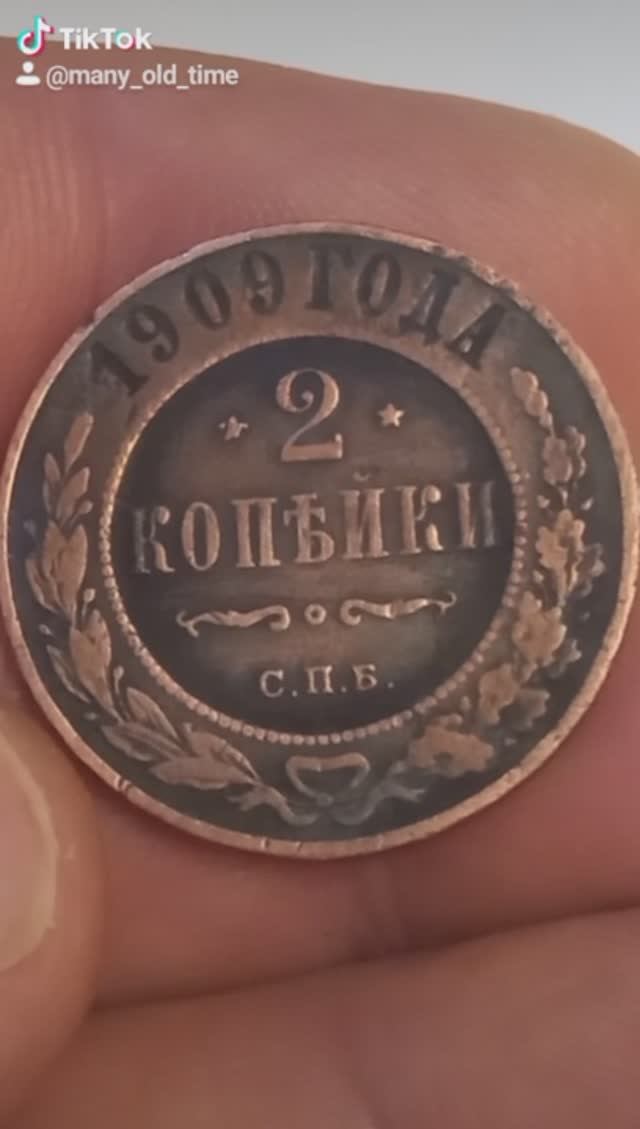 TikTok
@many_old_time
1909 ГОДА
2
КОПѢЙКИ
С.П.Б.